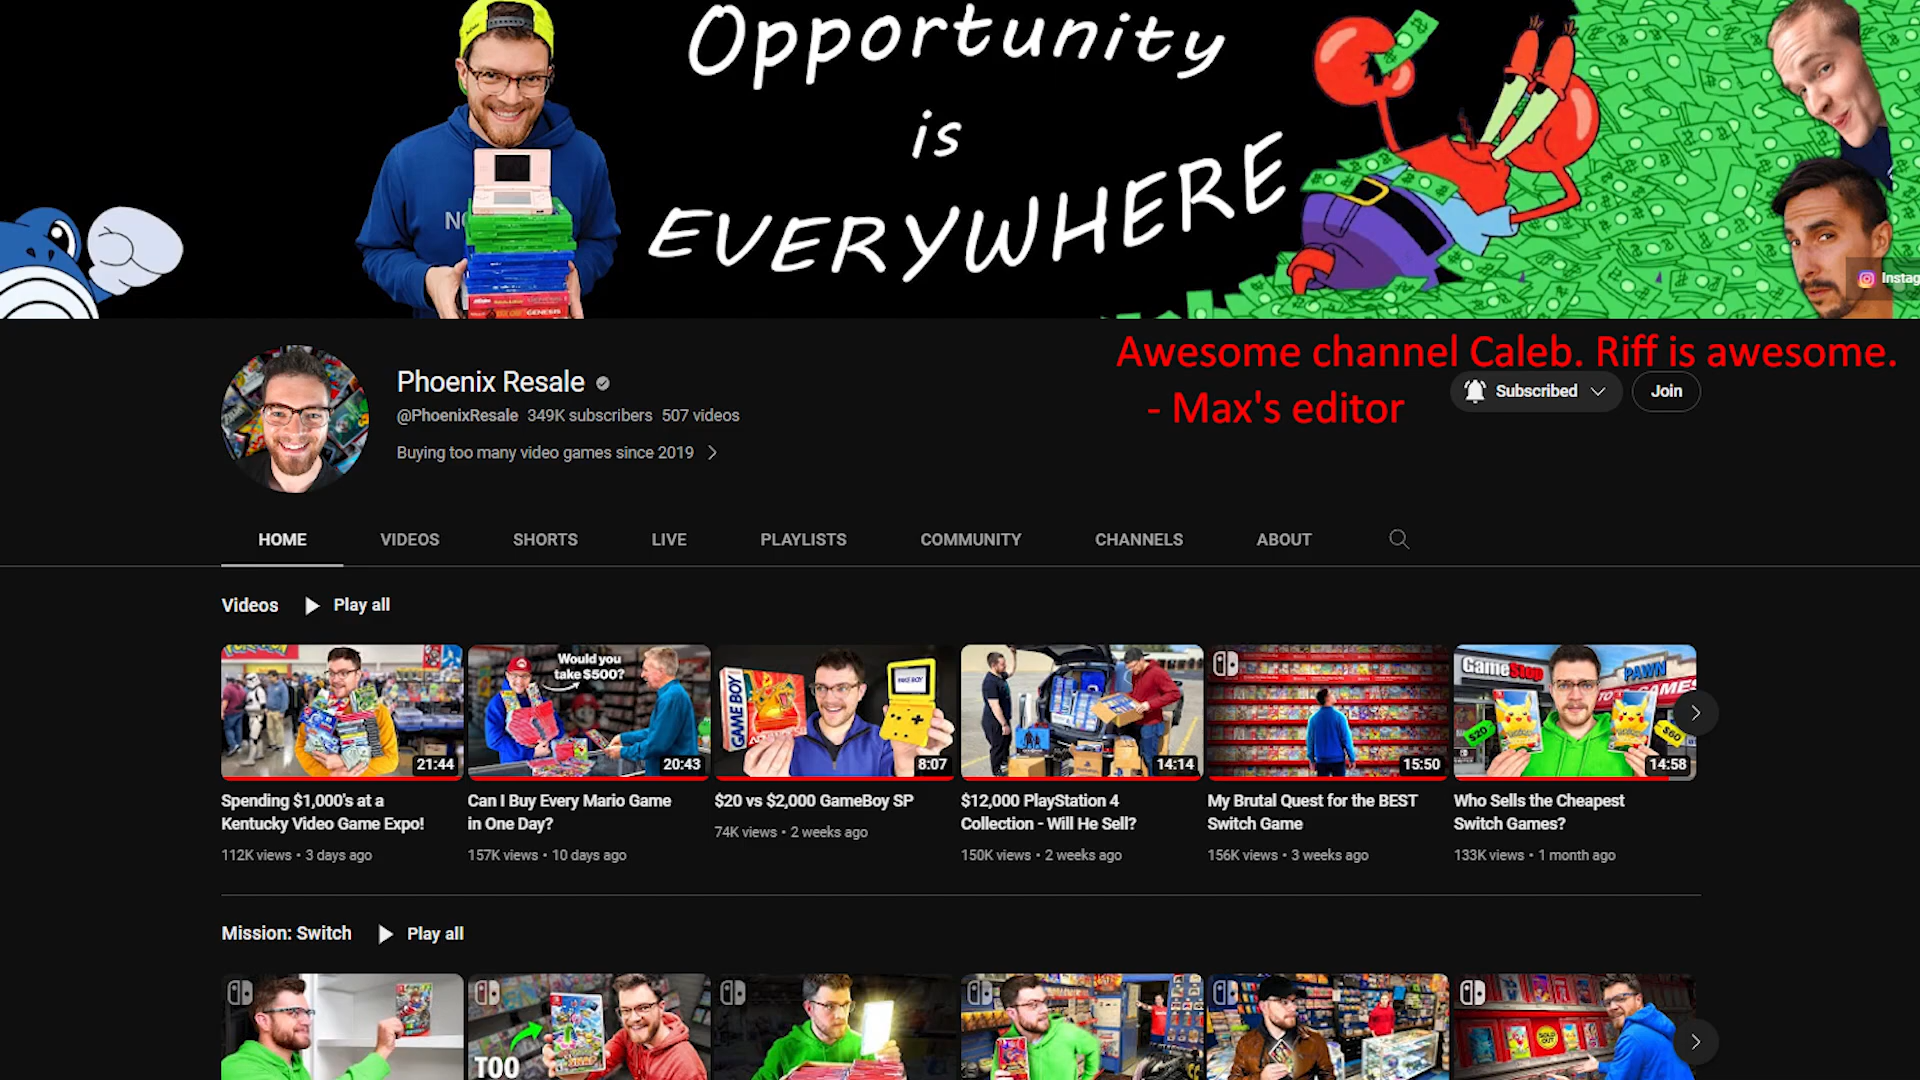 Opportunity
is
EVERYWHERE
GENESIS
Instag
Awesome channel Caleb. Riff is awesome.
- Max's editor
Phoenix Resale
@PhoenixResale 349K subscribers 507 videos
Buying too many video games since 2019
Subscribed
Join
HOME
VIDEOS
SHORTS
LIVE
PLAYLISTS
COMMUNITY
CHANNELS
ABOUT
Videos
Play all
21:44
Would you
take $500?
20:43
GAME BOY
8:07
14:14
15:50
GameStop
PAWN
GAMES
$20
$60
14:58
Spending $1,000's at a
Kentucky Video Game Expo!
112K views • 3 days ago
Can I Buy Every Mario Game
in One Day?
157K views • 10 days ago
$20 vs $2,000 GameBoy SP
74K views • 2 weeks ago
$12,000 PlayStation 4
Collection - Will He Sell?
150K views • 2 weeks ago
My Brutal Quest for the BEST
Switch Game
156K views • 3 weeks ago
Who Sells the Cheapest
Switch Games?
133K views • 1 month ago
Mission: Switch
Play all
TOO
SOLD
OUT